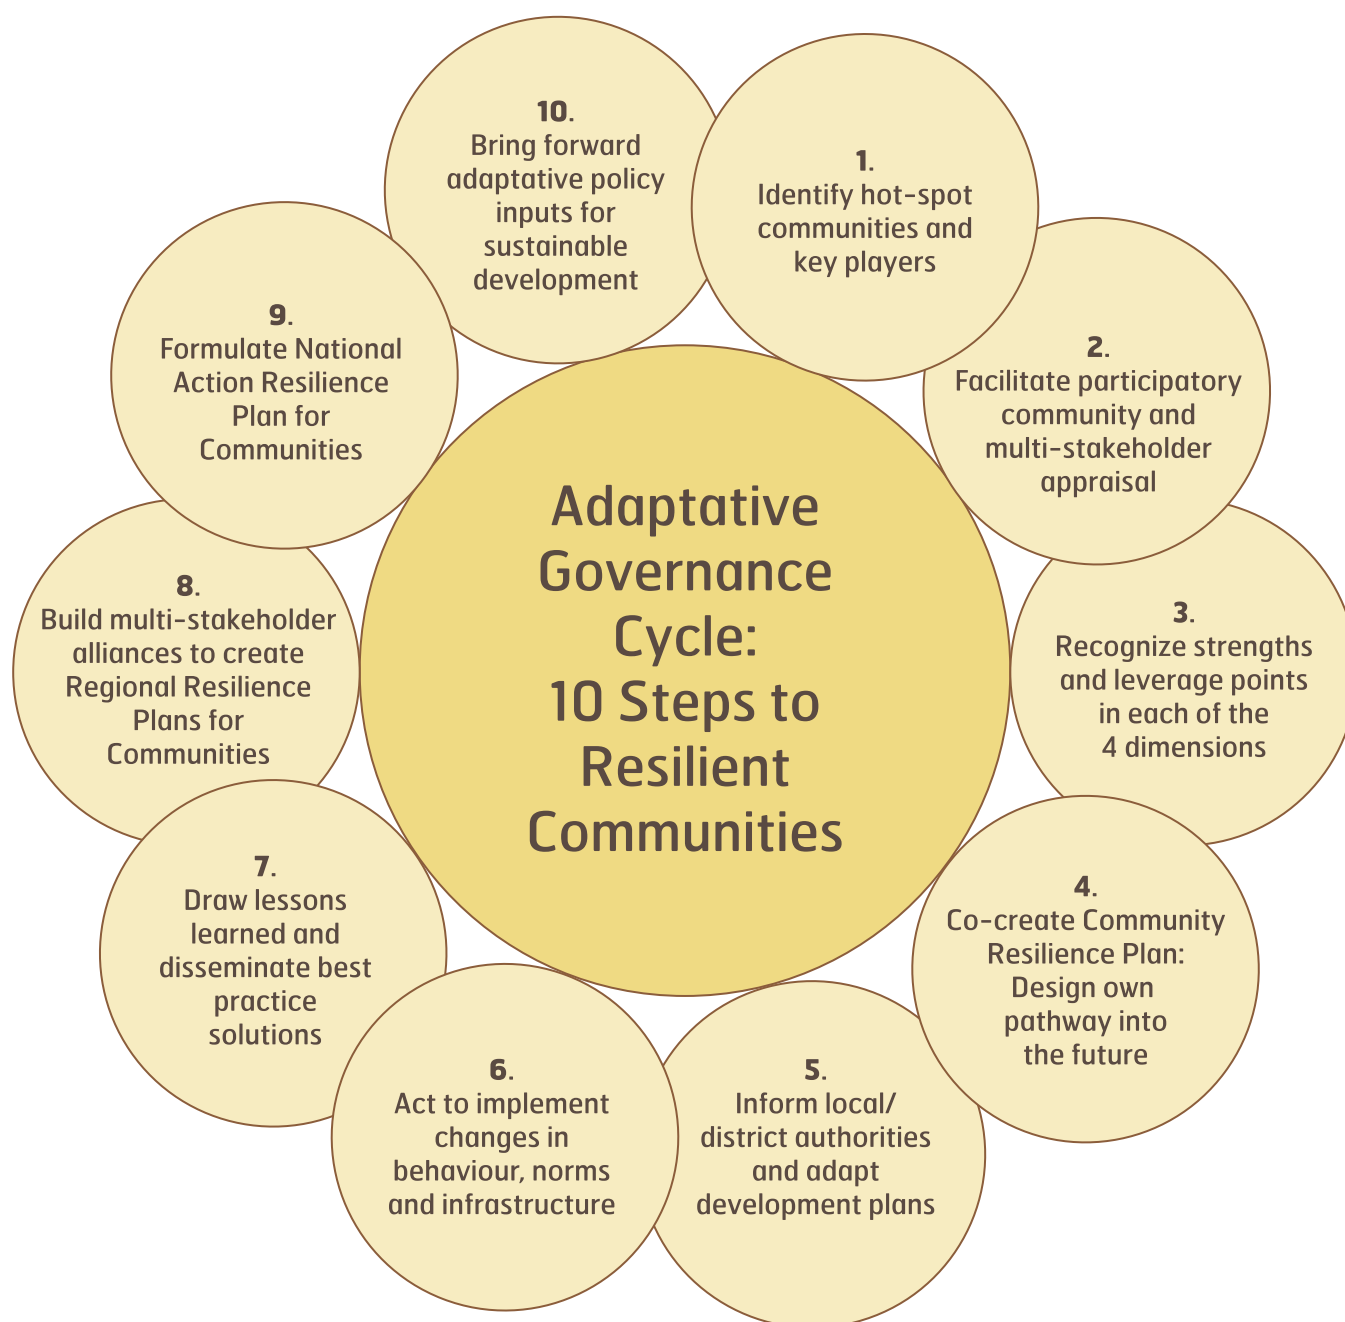 Adaptative
Governance
Cycle:
10 Steps to
Resilient
Communities
1.
Identify hot-spot
communities and
key players
2.
Facilitate participatory
community and
multi-stakeholder
appraisal
3.
Recognize strengths
and leverage points
in each of the
4 dimensions
4.
Co-create Community
Resilience Plan:
Design own
pathway into
the future
5.
Inform local/
district authorities
and adapt
development plans
6.
Act to implement
changes in
behaviour, norms
and infrastructure
7.
Draw lessons
learned and
disseminate best
practice
solutions
8.
Build multi-stakeholder
alliances to create
Regional Resilience
Plans for
Communities
9.
Formulate National
Action Resilience
Plan for
Communities
10.
Bring forward
adaptative policy
inputs for
sustainable
development